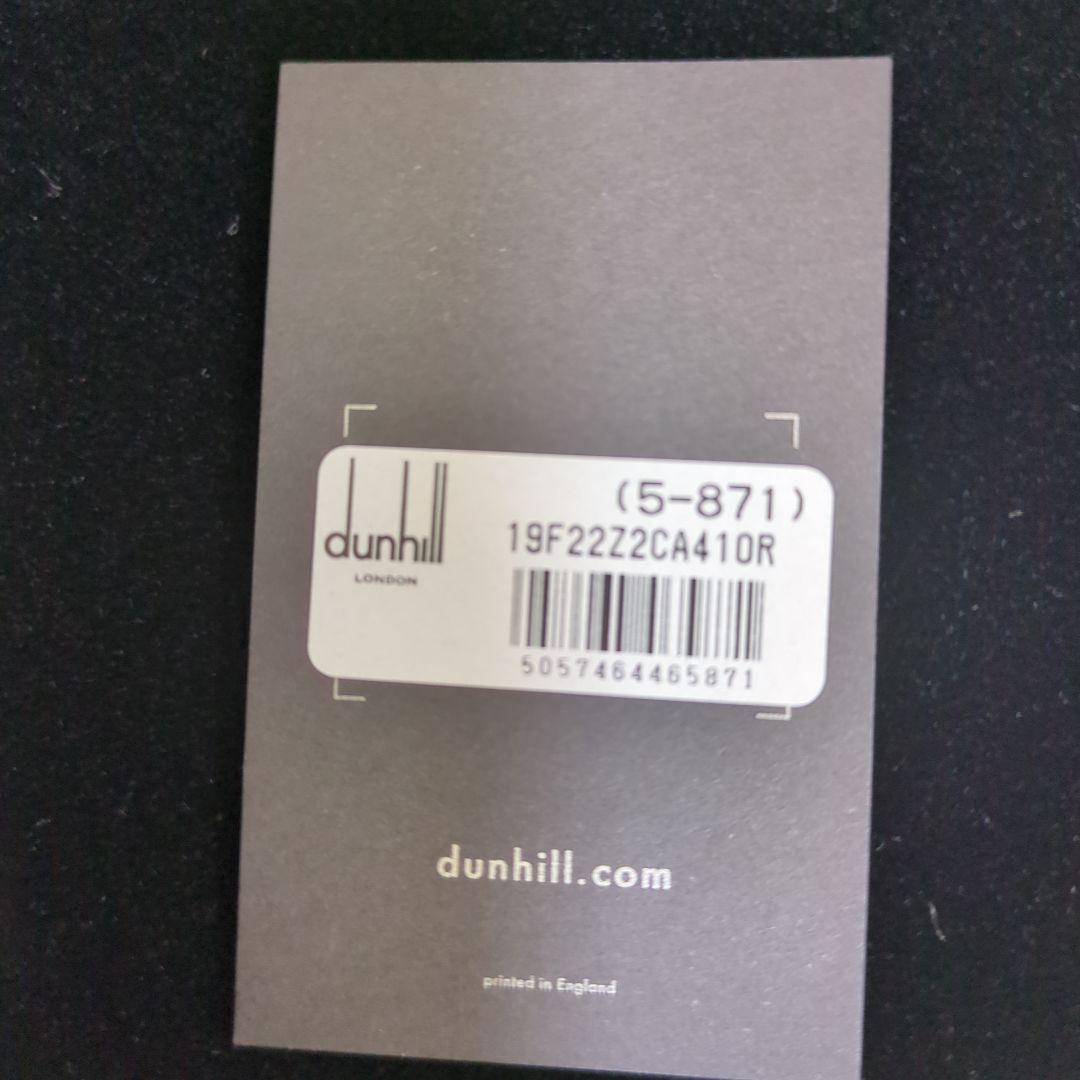 dunhill
LONDON
(5-871)
19F22Z2CA410R
5057464465871
dunhill.com
printed in England